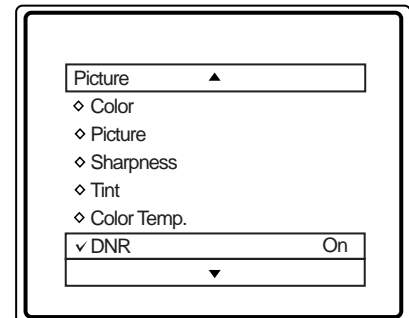 Picture ▲
◇ Color
◇ Picture
◇ Sharpness
◇ Tint
◇ Color Temp.
✓ DNR On
▼